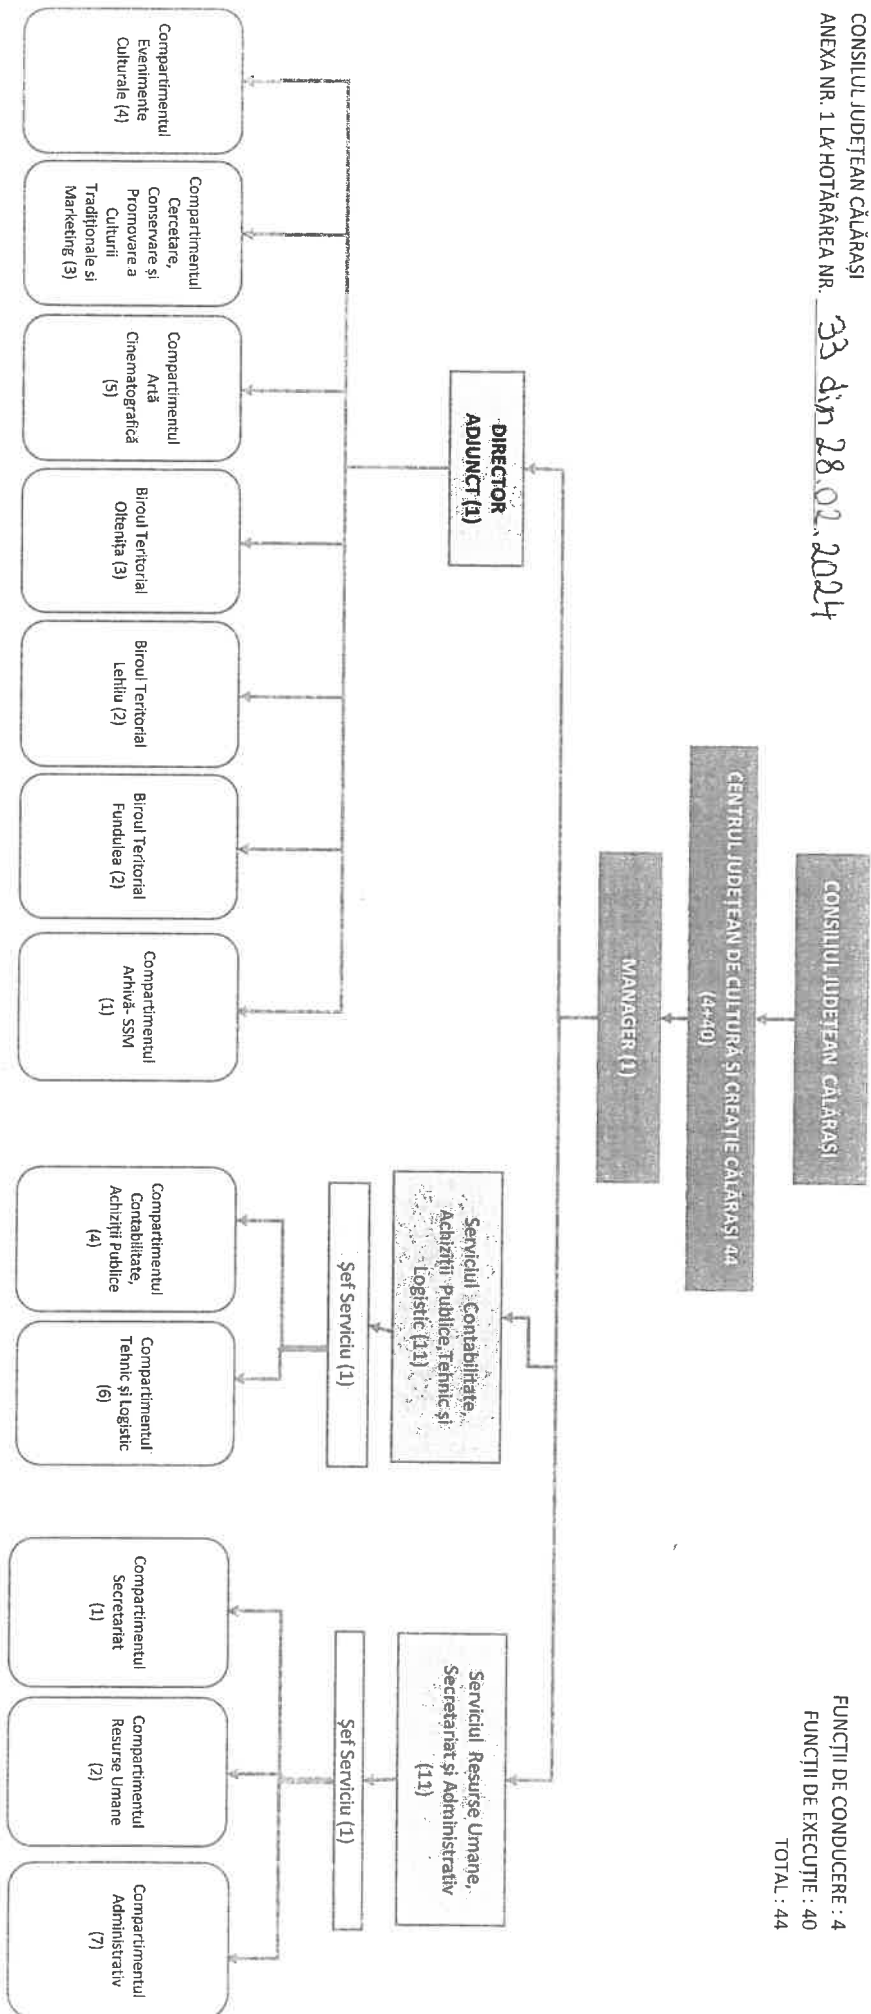 CONSILUL JUDEȚEAN CĂLĂRAȘI
ANEXA NR. 1 LA HOTĂRÂREA NR. 33 din 28.02.2024
FUNCȚII DE CONDUCERE : 4
FUNCȚII DE EXECUȚIE : 40
TOTAL : 44
CONSILIUL JUDEȚEAN CĂLĂRAȘI
CENTRUL JUDEȚEAN DE CULTURĂ ȘI CREAȚIE CĂLĂRAȘI 44
(4+40)
MANAGER (1)
DIRECTOR
ADJUNCT (1)
Serviciul Contabilitate,
Achiziții Publice,Tehnic și
Logistic (11)
Serviciul Resurse Umane,
Secretariat și Administrativ
(11)
Șef Serviciu (1)
Șef Serviciu (1)
Compartimentul
Evenimente
Culturale (4)
Compartimentul
Cercetare,
Conservare și
Promovare a
Culturii
Tradiționale si
Marketing (3)
Compartimentul
Artă
Cinematografică
(5)
Biroul Teritorial
Oltenița (3)
Biroul Teritorial
Lehliu (2)
Biroul Teritorial
Fundulea (2)
Compartimentul
Arhivă- SSM
(1)
Compartimentul
Contabilitate,
Achiziții Publice
(4)
Compartimentul
Tehnic și Logistic
(6)
Compartimentul
Secretariat
(1)
Compartimentul
Resurse Umane
(2)
Compartimentul
Administrativ
(7)